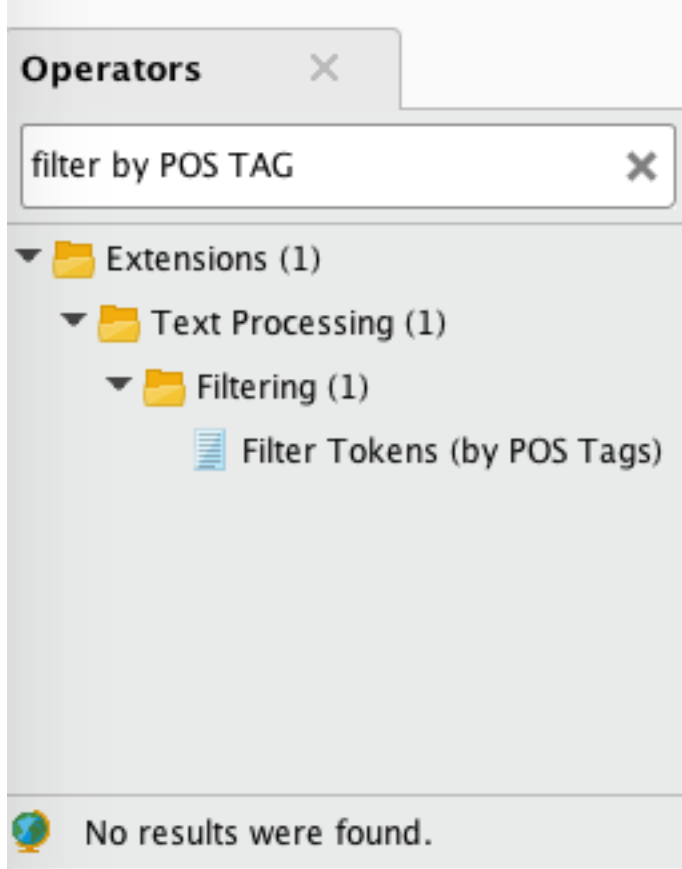 Operators
filter by POS TAG
Extensions (1)
Text Processing (1)
Filtering (1)
Filter Tokens (by POS Tags)
No results were found.